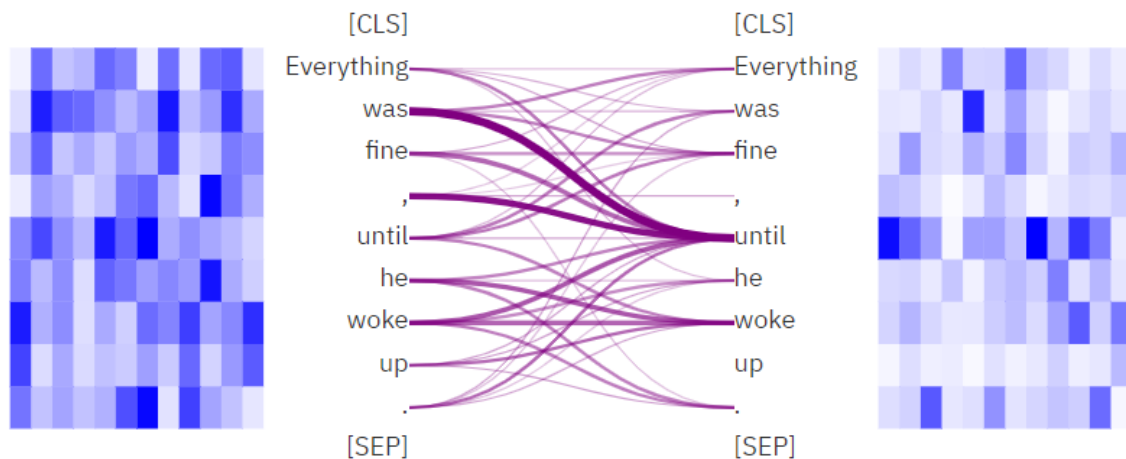 [CLS] [CLS]
Everything Everything
was was
fine fine
, ,
until until
he he
woke woke
up up
. .
[SEP] [SEP]